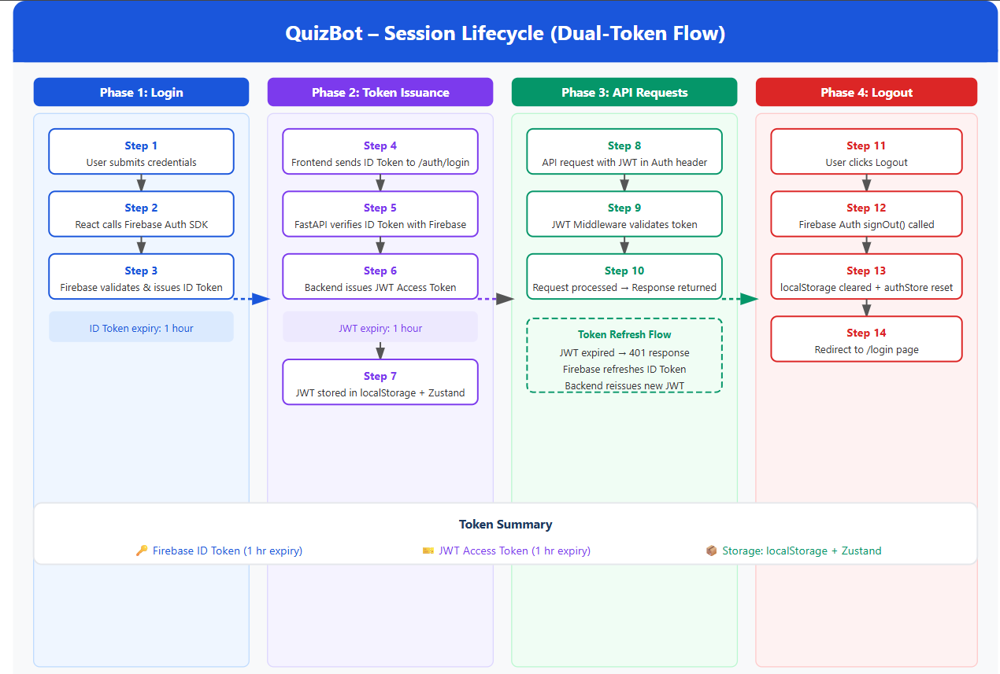 QuizBot – Session Lifecycle (Dual-Token Flow)
Phase 1: Login
Step 1
User submits credentials
Step 2
React calls Firebase Auth SDK
Step 3
Firebase validates & issues ID Token
ID Token expiry: 1 hour
Phase 2: Token Issuance
Step 4
Frontend sends ID Token to /auth/login
Step 5
FastAPI verifies ID Token with Firebase
Step 6
Backend issues JWT Access Token
JWT expiry: 1 hour
Step 7
JWT stored in localStorage + Zustand
Phase 3: API Requests
Step 8
API request with JWT in Auth header
Step 9
JWT Middleware validates token
Step 10
Request processed → Response returned
Token Refresh Flow
JWT expired → 401 response
Firebase refreshes ID Token
Backend reissues new JWT
Phase 4: Logout
Step 11
User clicks Logout
Step 12
Firebase Auth signOut() called
Step 13
localStorage cleared + authStore reset
Step 14
Redirect to /login page
Token Summary
🔑 Firebase ID Token (1 hr expiry)
🎫 JWT Access Token (1 hr expiry)
📦 Storage: localStorage + Zustand